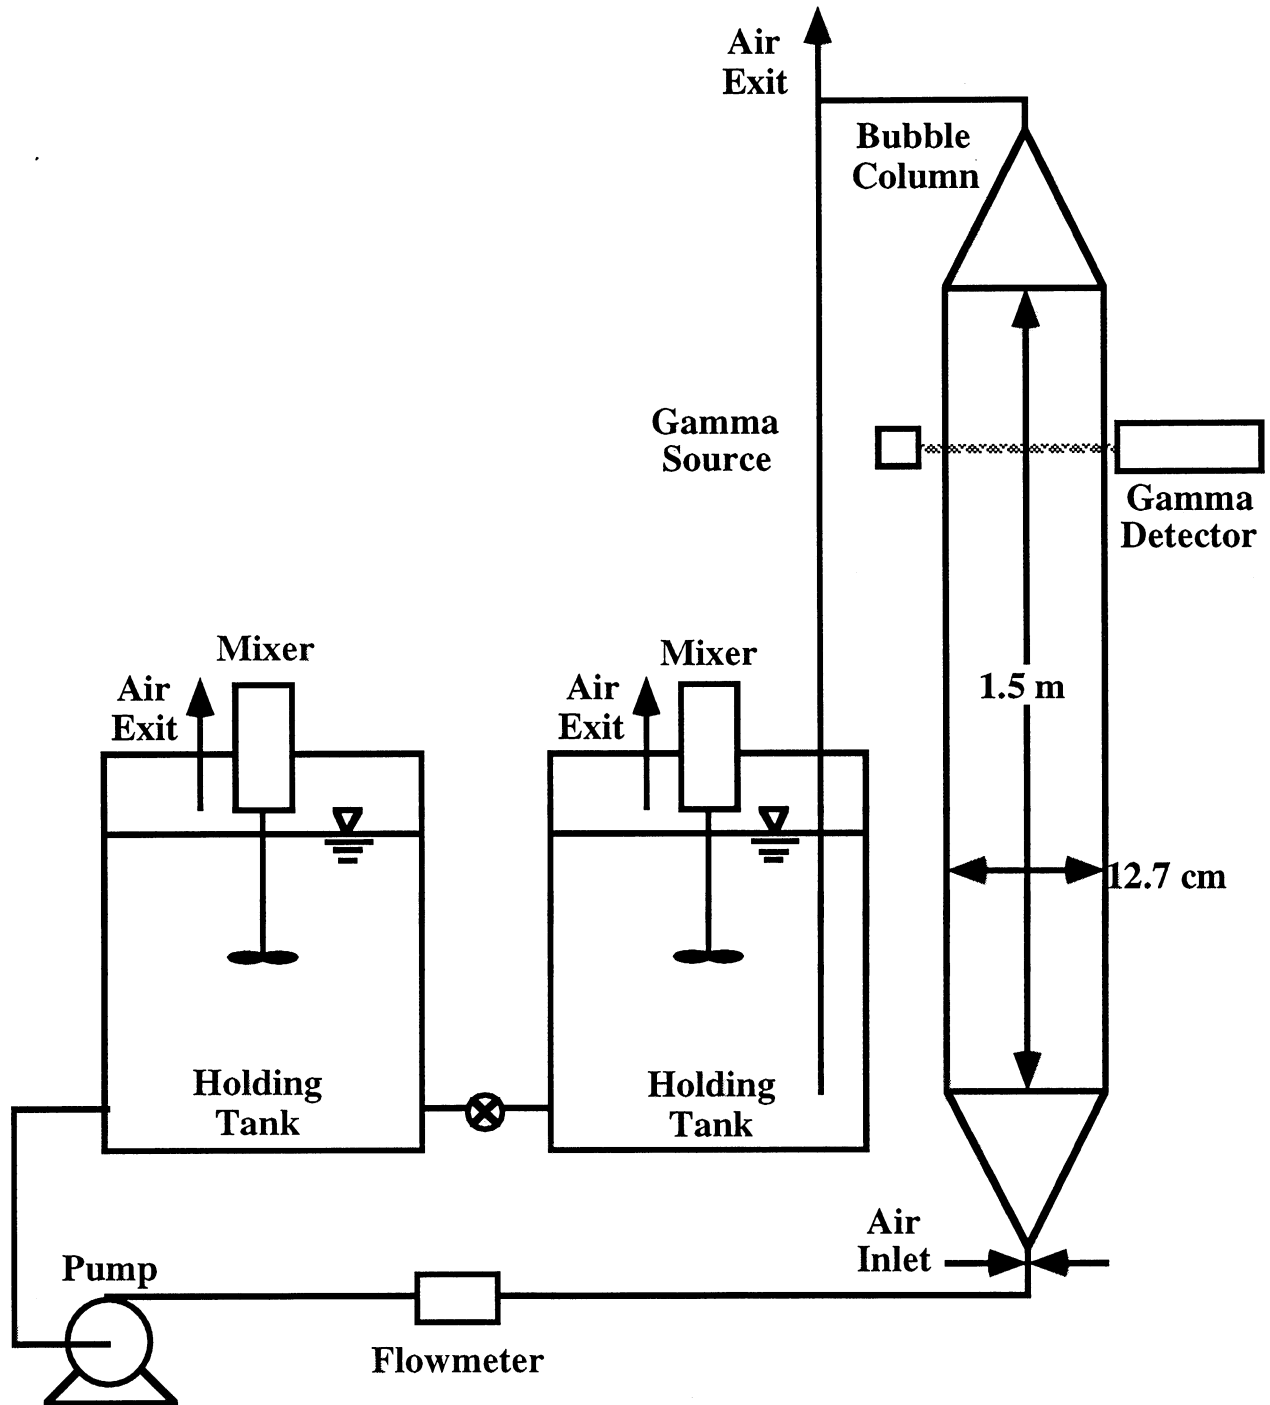 Air
Exit
Bubble
Column
Gamma
Source
Gamma
Detector
Mixer
Air
Exit
Mixer
Air
Exit
1.5 m
12.7 cm
Holding
Tank
Holding
Tank
Air
Inlet
Pump
Flowmeter